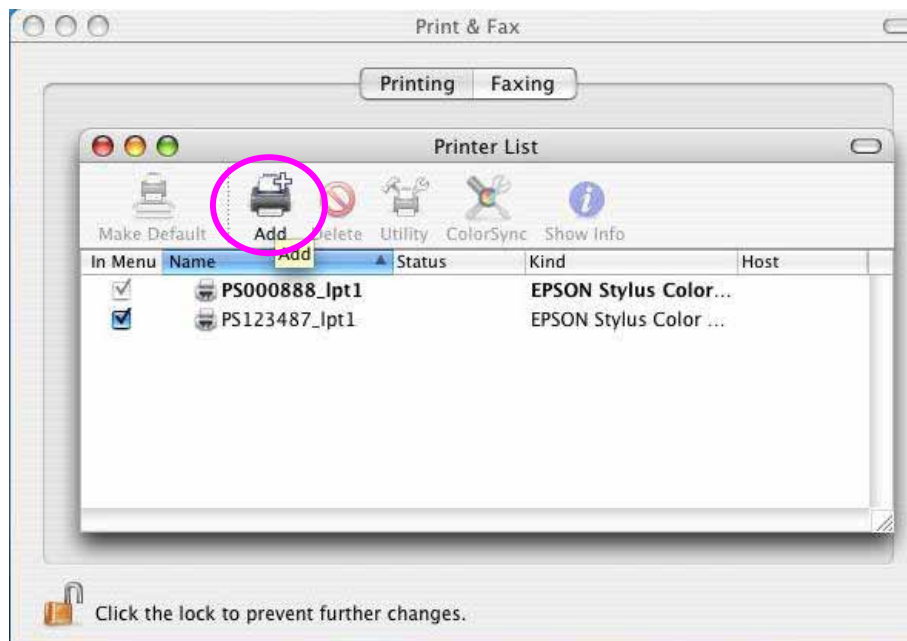 Print & Fax
Printing Faxing
Printer List
Make Default Add Delete Utility ColorSync Show Info
Add
In Menu Name Status Kind Host
PS000888_lpt1 EPSON Stylus Color...
PS123487_lpt1 EPSON Stylus Color ...
Click the lock to prevent further changes.